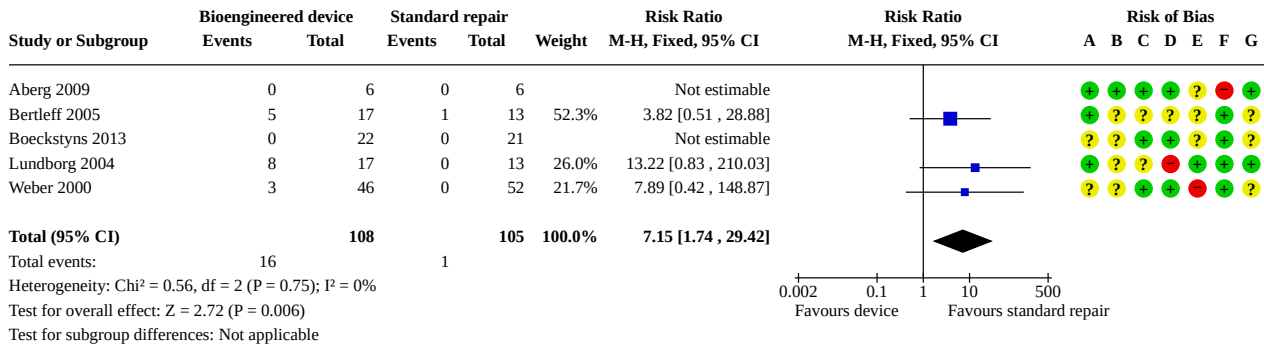 Bioengineered device Standard repair Risk Ratio Risk Ratio Risk of Bias
Study or Subgroup Events Total Events Total Weight M-H, Fixed, 95% CI M-H, Fixed, 95% CI A B C D E F G
Aberg 2009 0 6 0 6 Not estimable + + + + ? − +
Bertleff 2005 5 17 1 13 52.3% 3.82 [0.51 , 28.88] + ? ? ? ? + ?
Boeckstyns 2013 0 22 0 21 Not estimable ? ? + + ? + ?
Lundborg 2004 8 17 0 13 26.0% 13.22 [0.83 , 210.03] + ? ? − + + +
Weber 2000 3 46 0 52 21.7% 7.89 [0.42 , 148.87] ? ? + + − + ?
Total (95% CI) 108 105 100.0% 7.15 [1.74 , 29.42]
Total events: 16 1
Heterogeneity: Chi² = 0.56, df = 2 (P = 0.75); I² = 0%
0.002 0.1 1 10 500
Test for overall effect: Z = 2.72 (P = 0.006) Favours device Favours standard repair
Test for subgroup differences: Not applicable